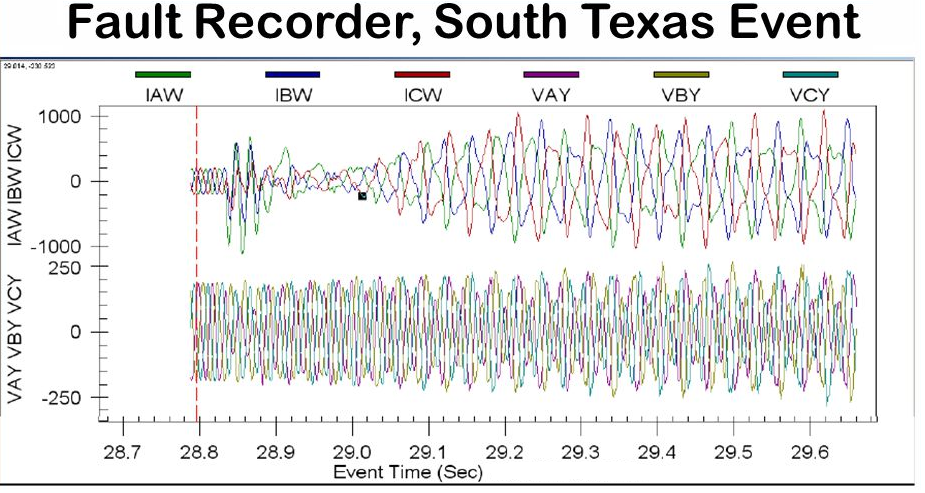 Fault Recorder, South Texas Event
IAW IBW ICW VAY VBY VCY
IAW IBW ICW
1000
0
-1000
VAY VBY VCY
250
0
-250
28.7 28.8 28.9 29.0 29.1 29.2 29.3 29.4 29.5 29.6
Event Time (Sec)